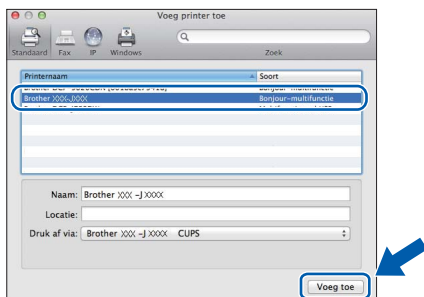 Voeg printer toe
Standaard Fax IP Windows Zoek
Printernaam Soort
Brother XXX-JXXX Bonjour-multifunctie
Naam: Brother XXX -J XXXX
Locatie:
Druk af via: Brother XXX -J XXXX CUPS
Voeg toe